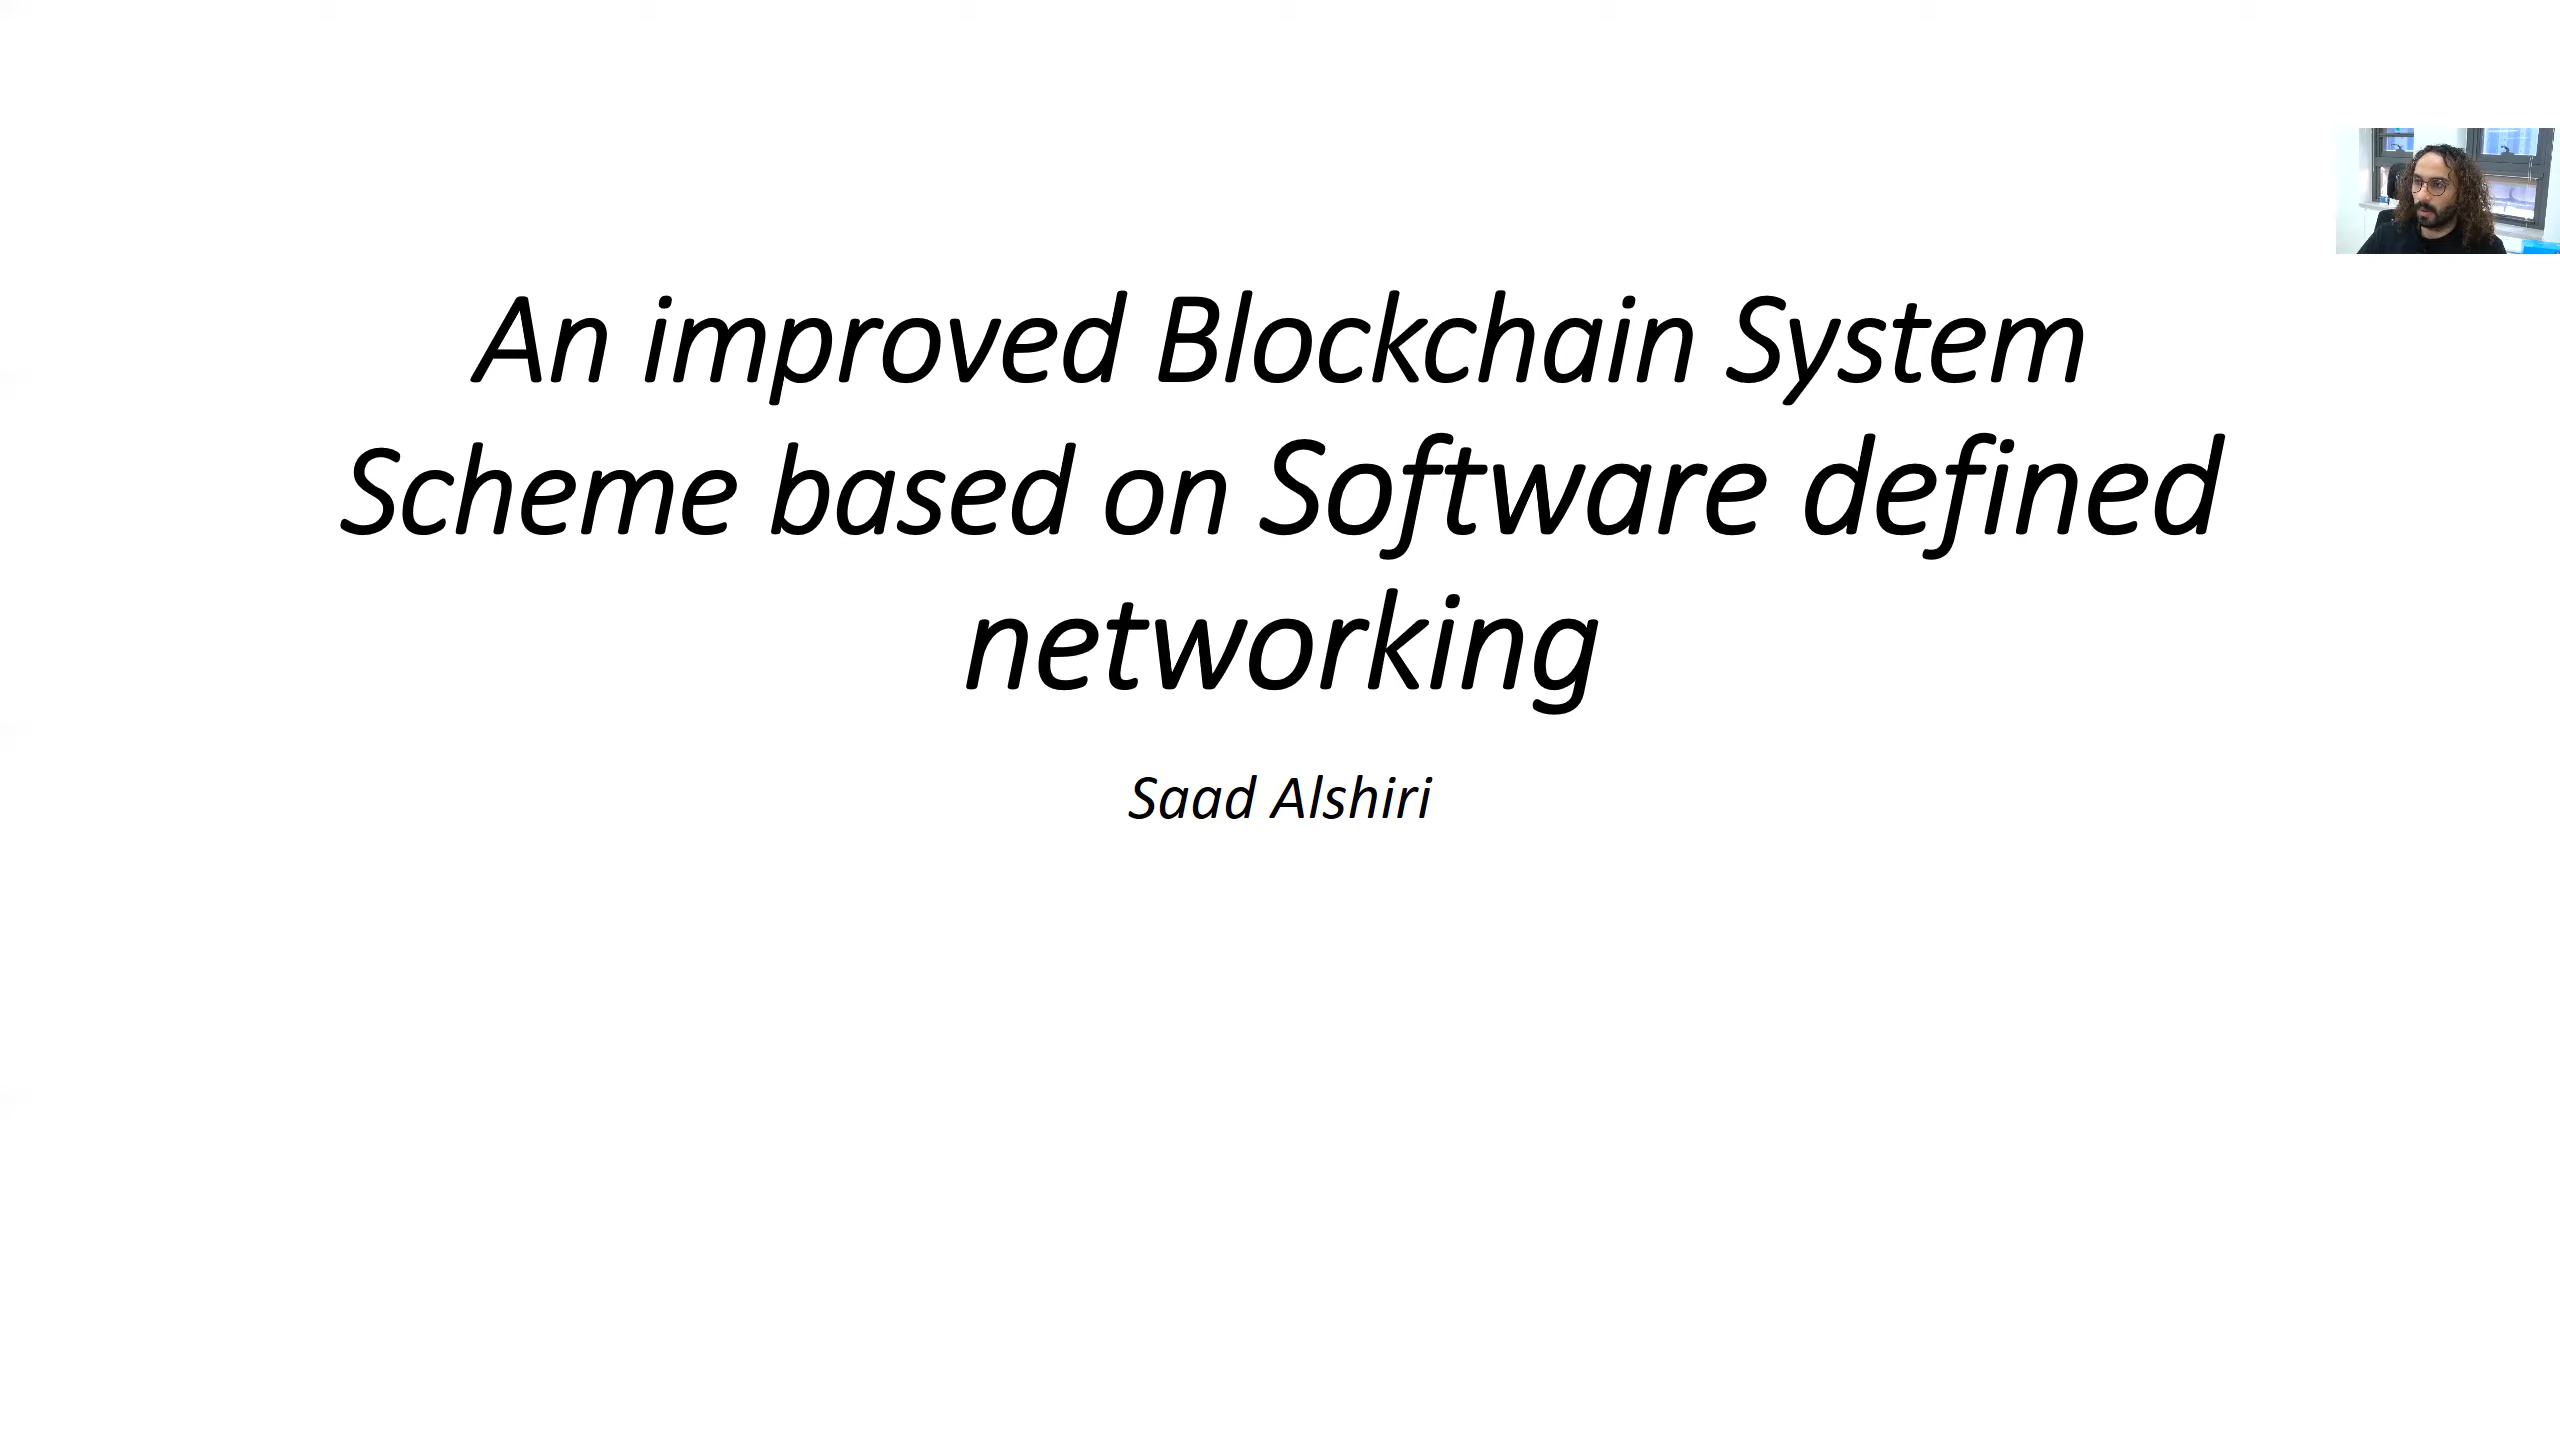 An improved Blockchain System
Scheme based on Software defined
networking
Saad Alshiri